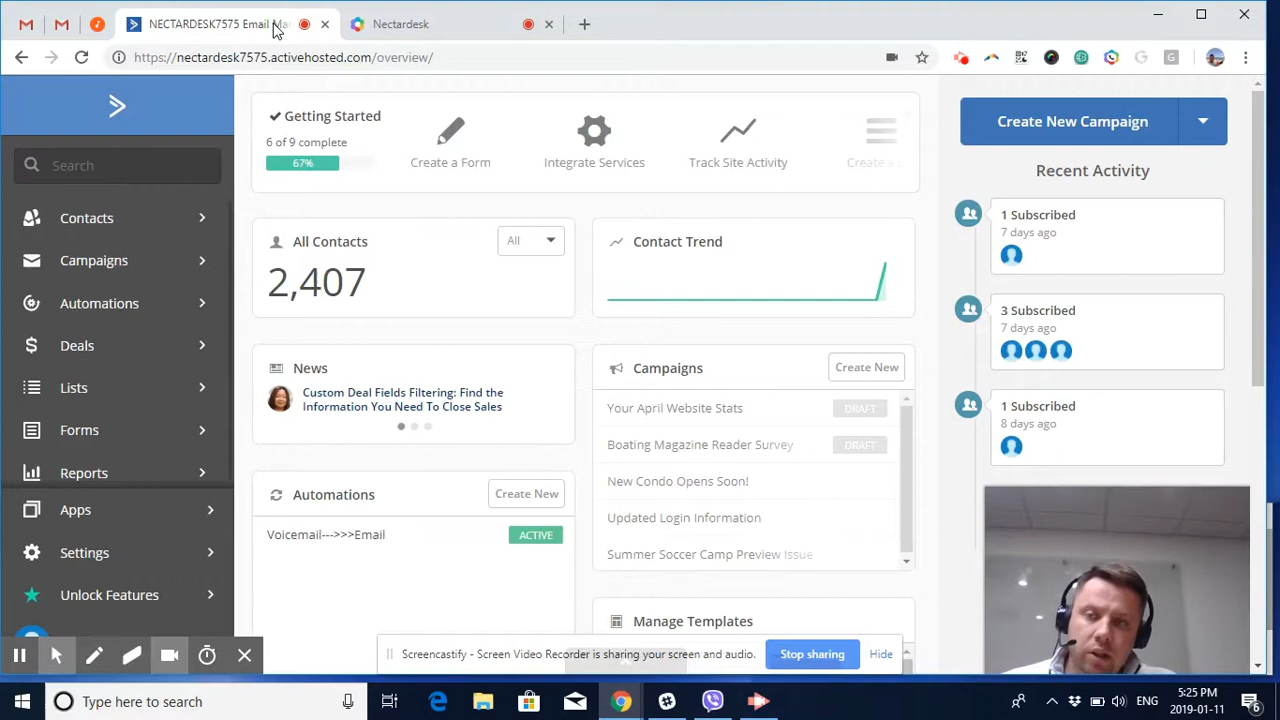 NECTARDESK7575 Email Ma
Nectardesk
https://nectardesk7575.activehosted.com/overview/
Search
Contacts
Campaigns
Automations
Deals
Lists
Forms
Reports
Apps
Settings
Unlock Features
Getting Started
6 of 9 complete
67%
Create a Form
Integrate Services
Track Site Activity
Create a
All Contacts
All
2,407
Contact Trend
News
Custom Deal Fields Filtering: Find the
Information You Need To Close Sales
Campaigns
Create New
Your April Website Stats
DRAFT
Boating Magazine Reader Survey
DRAFT
New Condo Opens Soon!
Updated Login Information
Summer Soccer Camp Preview Issue
Automations
Create New
Voicemail--->>>Email
ACTIVE
Manage Templates
Create New Campaign
Recent Activity
1 Subscribed
7 days ago
3 Subscribed
7 days ago
1 Subscribed
8 days ago
Screencastify - Screen Video Recorder is sharing your screen and audio.
Stop sharing
Hide
Type here to search
ENG
5:25 PM
2019-01-11
6